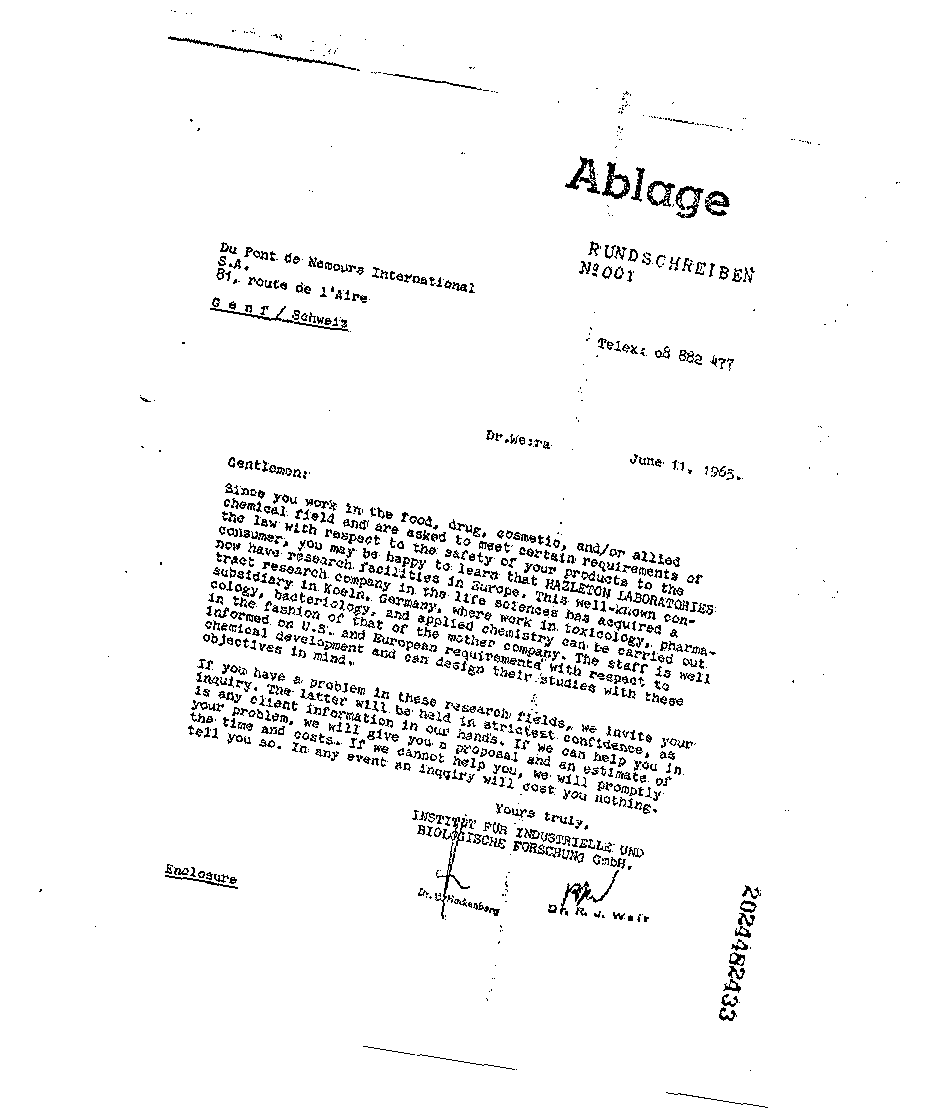 Ablage
RUNDSCHREIBEN
Nº001
Du Pont de Nemours International
S.A.
81, route de l'Aire
G e n f / Schweiz
Telex: 08 882 477
Dr.We:ra
June 11, 1965.
Gentlemen:
Since you work in the food, drug, cosmetic, and/or allied
chemical field and are asked to meet certain requirements of
the law with respect to the safety of your products to the
consumer, you may be happy to learn that HAZLETON LABORATORIES
now have research facilities in Europe. This well-known con-
tract research company in the life sciences has acquired a
subsidiary in Koeln, Germany, where work in toxicology, pharma-
cology, bacteriology, and applied chemistry can be carried out
in the fashion of that of the mother company. The staff is well
informed on U.S. and European requirements with respect to
chemical development and can design their studies with these
objectives in mind.
If you have a problem in these research fields, we invite your
inquiry. The latter will be held in strictest confidence, as
is any client information in our hands. If we can help you in
your problem, we will give you a proposal and an estimate of
the time and costs. If we cannot help you, we will promptly
tell you so. In any event an inqqiry will cost you nothing.
Yours truly,
INSTITUT FÜR INDUSTRIELLE UND
BIOLOGISCHE FORSCHUNG GmbH.
Dr. Mockenberg
Dr. R. J. Weir
Enclosure
2024482433